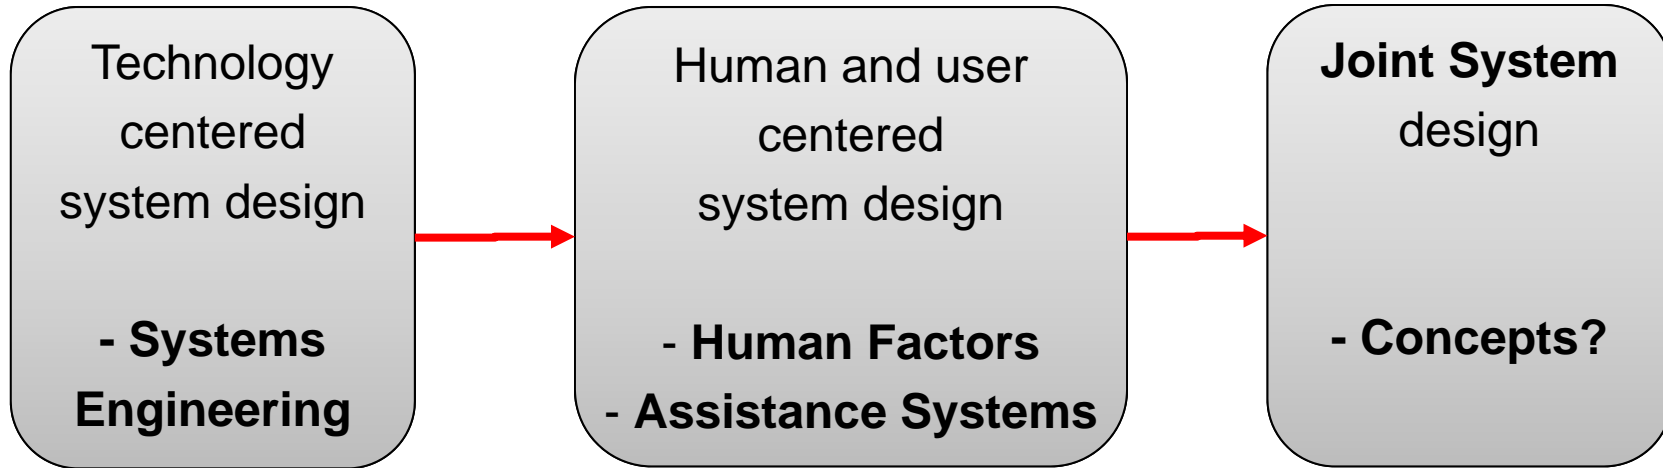 Technology
centered
system design
- Systems
Engineering
Human and user
centered
system design
- Human Factors
- Assistance Systems
Joint System
design
- Concepts?